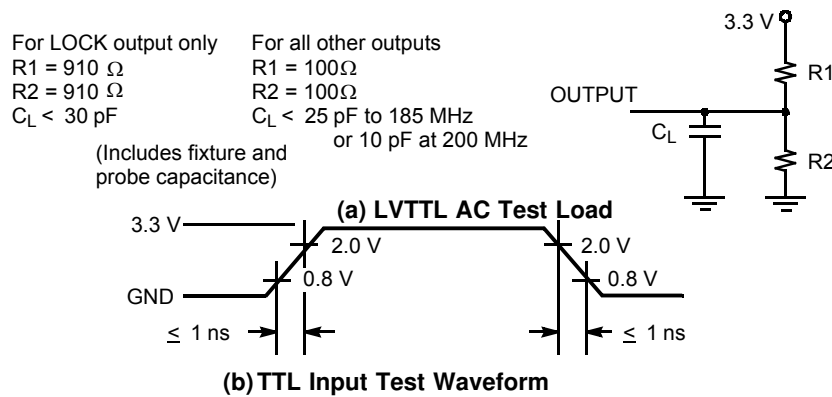 For LOCK output only
R1 = 910 Ω
R2 = 910 Ω
CL < 30 pF
For all other outputs
R1 = 100Ω
R2 = 100Ω
CL < 25 pF to 185 MHz
or 10 pF at 200 MHz
(Includes fixture and
probe capacitance)
3.3 V
R1
OUTPUT
CL
R2
(a) LVTTL AC Test Load
3.3 V
2.0 V
0.8 V
GND
≤ 1 ns
2.0 V
0.8 V
≤ 1 ns
(b) TTL Input Test Waveform